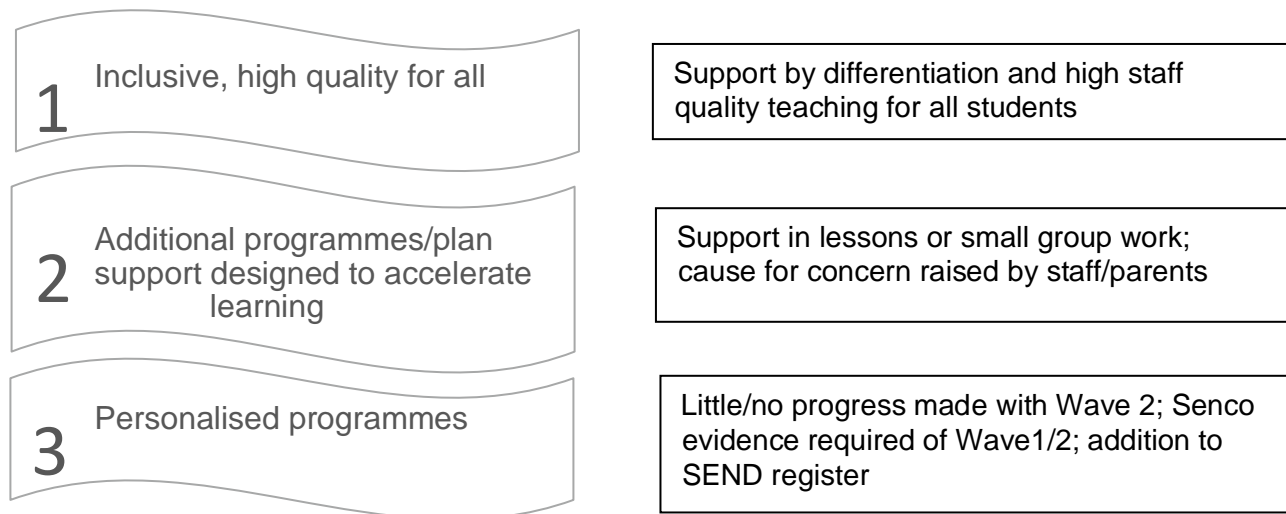 1
Inclusive, high quality for all
Support by differentiation and high staff
quality teaching for all students
2
Additional programmes/plan
support designed to accelerate
learning
Support in lessons or small group work;
cause for concern raised by staff/parents
3
Personalised programmes
Little/no progress made with Wave 2; Senco
evidence required of Wave1/2; addition to
SEND register